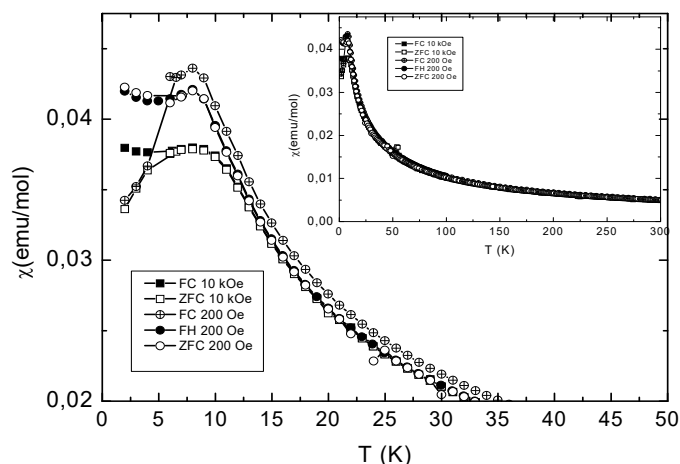 0,04
0,03
0,02
χ(emu/mol)
0 5 10 15 20 25 30 35 40 45 50
T (K)
FC 10 kOe
ZFC 10 kOe
FC 200 Oe
FH 200 Oe
ZFC 200 Oe
0,04
0,03
0,02
0,01
0,00
χ(emu/mol)
0 50 100 150 200 250 300
T (K)
FC 10 kOe
ZFC 10 kOe
FC 200 Oe
FH 200 Oe
ZFC 200 Oe